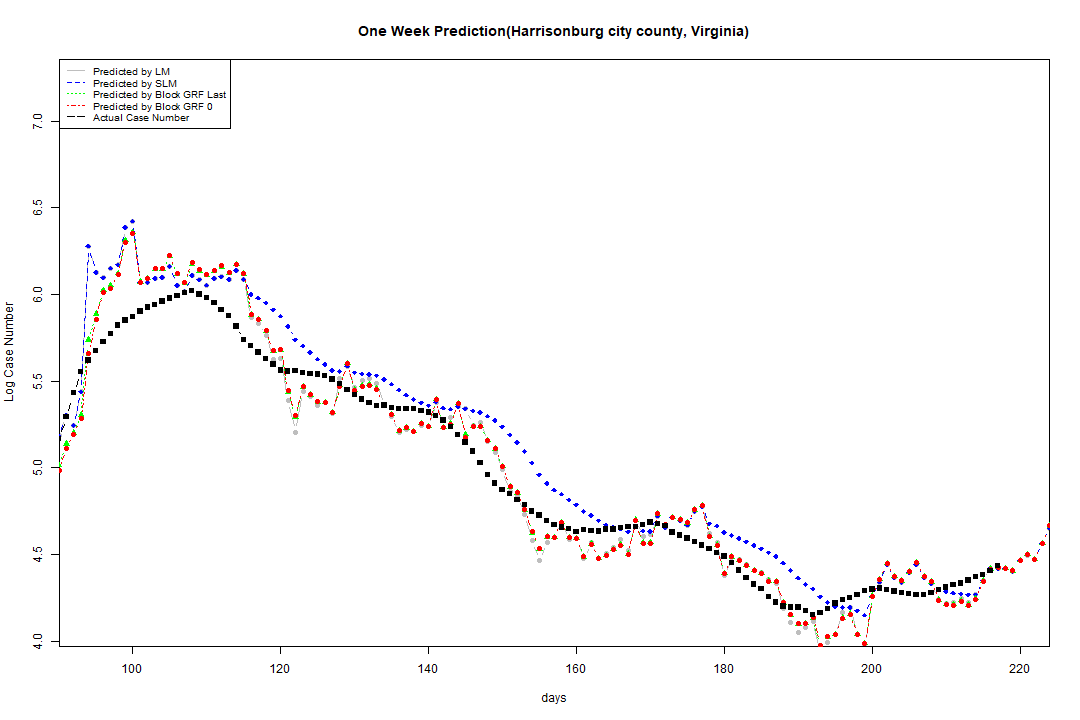 One Week Prediction(Harrisonburg city county, Virginia)
Predicted by LM
Predicted by SLM
Predicted by Block GRF Last
Predicted by Block GRF 0
Actual Case Number
7.0
6.5
6.0
5.5
5.0
4.5
4.0
Log Case Number
100 120 140 160 180 200 220
days